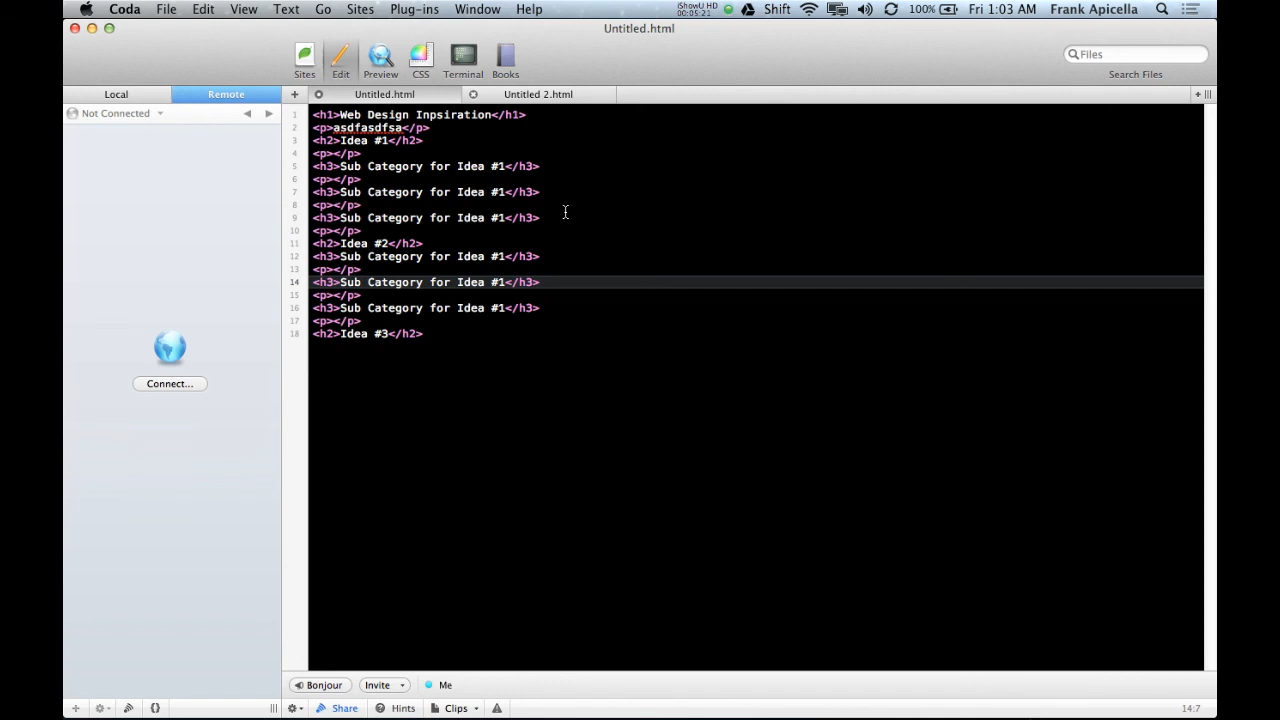 Coda File Edit View Text Go Sites Plug-ins Window Help iShowU HD 00:05:21 Shift 100% Fri 1:03 AM Frank Apicella
Untitled.html
Files
Sites Edit Preview CSS Terminal Books Search Files
Local Remote + Untitled.html Untitled 2.html
Not Connected
1 <h1>Web Design Inpsiration</h1>
2 <p>asdfasdfsa</p>
3 <h2>Idea #1</h2>
4 <p></p>
5 <h3>Sub Category for Idea #1</h3>
6 <p></p>
7 <h3>Sub Category for Idea #1</h3>
8 <p></p>
9 <h3>Sub Category for Idea #1</h3>
10 <p></p>
11 <h2>Idea #2</h2>
12 <h3>Sub Category for Idea #1</h3>
13 <p></p>
14 <h3>Sub Category for Idea #1</h3>
15 <p></p>
16 <h3>Sub Category for Idea #1</h3>
17 <p></p>
18 <h2>Idea #3</h2>
Connect...
Bonjour Invite Me
Share Hints Clips 14:7